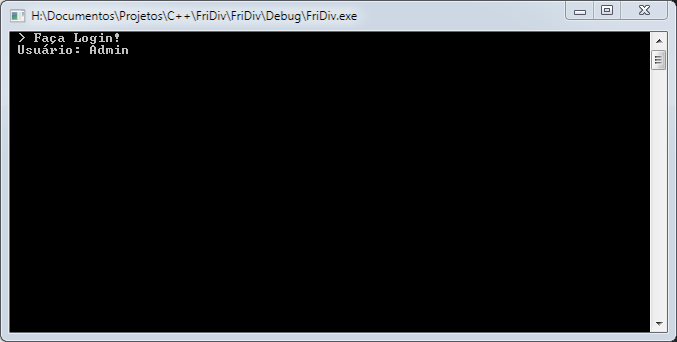 H:\Documentos\Projetos\C++\FriDiv\FriDiv\Debug\FriDiv.exe
> Faça Login!
Usuário: Admin